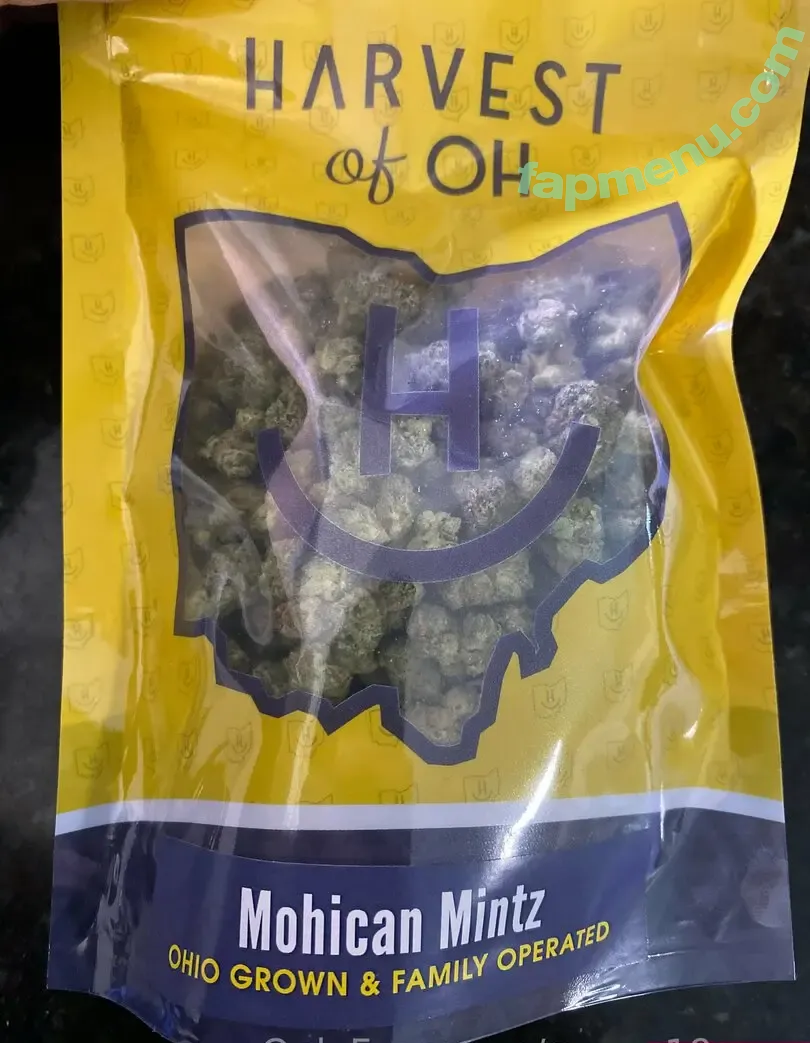 HARVEST
of OH
fapmenu.com
H
Mohican Mintz
OHIO GROWN & FAMILY OPERATED